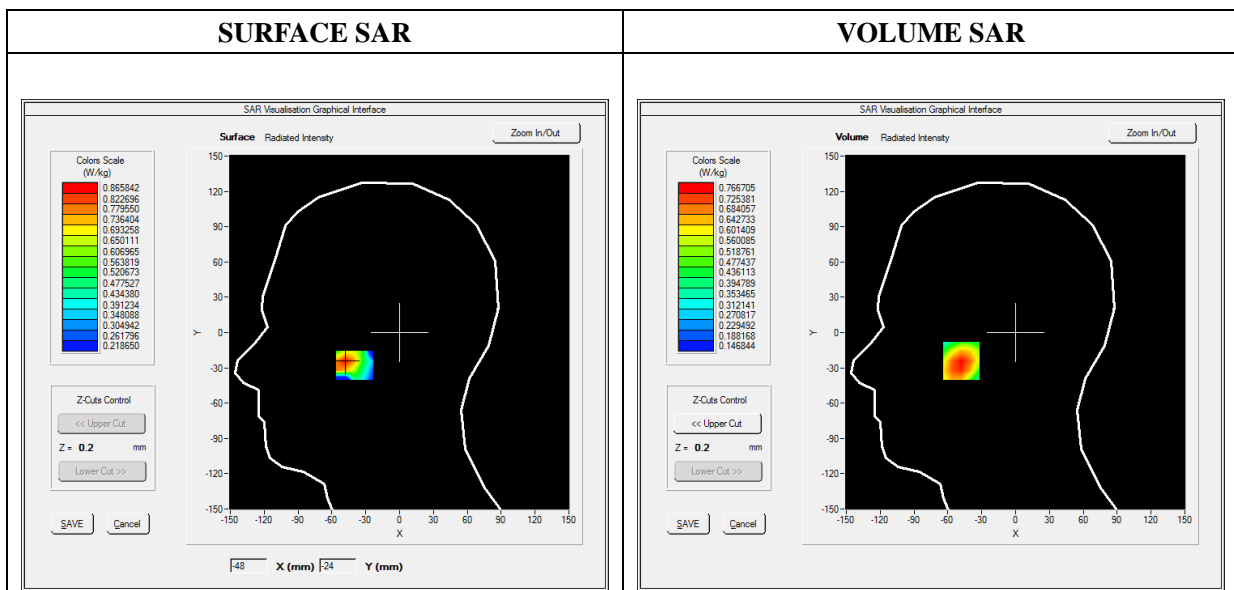 SURFACE SAR
VOLUME SAR
SAR Visualisation Graphical Interface
Surface Radiated Intensity
Zoom In/Out
Colors Scale
(W/kg)
0.865842
0.822696
0.779550
0.736404
0.693258
0.650111
0.606965
0.563819
0.520673
0.477527
0.434380
0.391234
0.348088
0.304942
0.261796
0.218650
Z-Cuts Control
<< Upper Cut
Z = 0.2 mm
Lower Cut >>
SAVE Cancel
150
120
90
60
30
Y 0
-30
-60
-90
-120
-150
-150 -120 -90 -60 -30 0 30 60 90 120 150
X
-48 X (mm) -24 Y (mm)
SAR Visualisation Graphical Interface
Volume Radiated Intensity
Zoom In/Out
Colors Scale
(W/kg)
0.766705
0.725381
0.684057
0.642733
0.601409
0.560085
0.518761
0.477437
0.436113
0.394789
0.353465
0.312141
0.270817
0.229492
0.188168
0.146844
Z-Cuts Control
<< Upper Cut
Z = 0.2 mm
Lower Cut >>
SAVE Cancel
150
120
90
60
30
Y 0
-30
-60
-90
-120
-150
-150 -120 -90 -60 -30 0 30 60 90 120 150
X